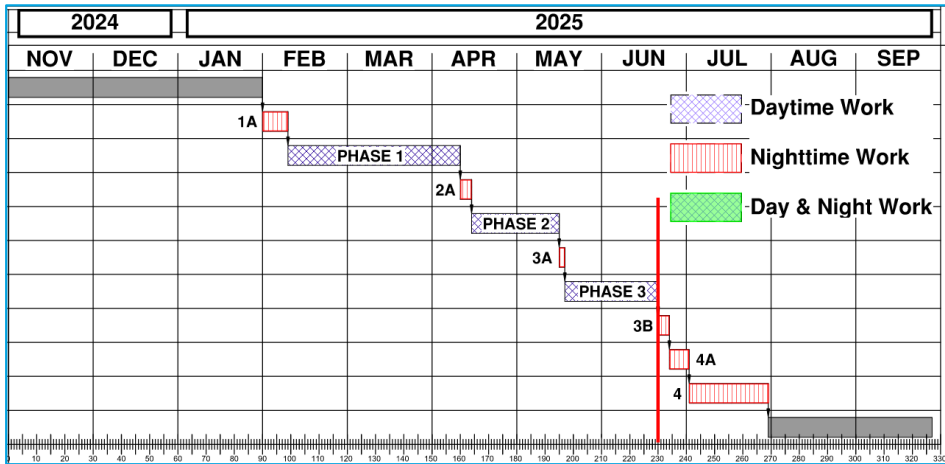 2024 2025
NOV DEC JAN FEB MAR APR MAY JUN JUL AUG SEP
Daytime Work
1A
PHASE 1
Nighttime Work
2A
Day & Night Work
PHASE 2
3A
PHASE 3
3B
4A
4
0 10 20 30 40 50 60 70 80 90 100 110 120 130 140 150 160 170 180 190 200 210 220 230 240 250 260 270 280 290 300 310 320 330